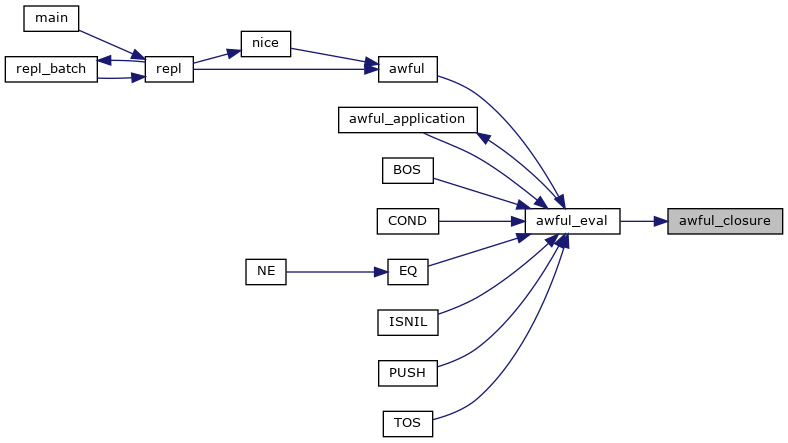 main
nice
repl_batch
repl
awful
awful_application
BOS
COND
awful_eval
awful_closure
NE
EQ
ISNIL
PUSH
TOS